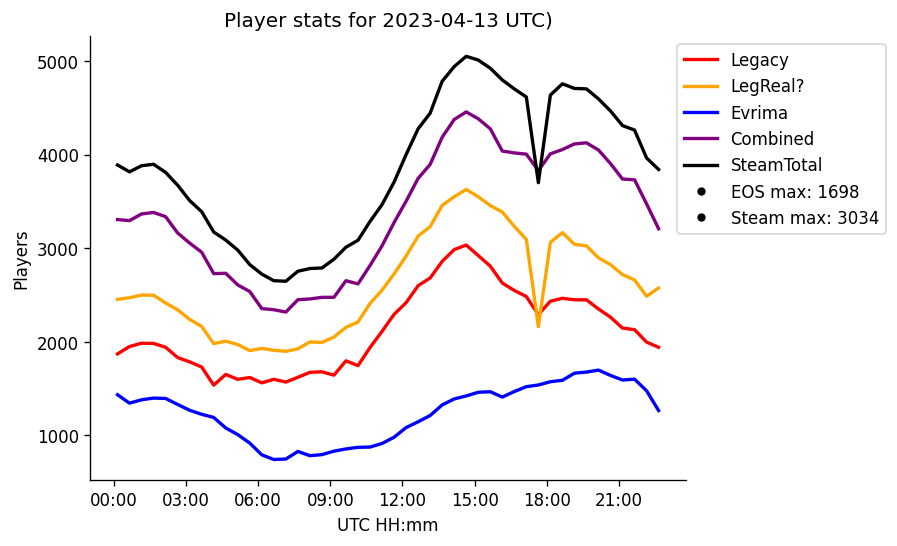 Player stats for 2023-04-13 UTC)
Players
5000
4000
3000
2000
1000
00:00 03:00 06:00 09:00 12:00 15:00 18:00 21:00
UTC HH:mm
Legacy
LegReal?
Evrima
Combined
SteamTotal
EOS max: 1698
Steam max: 3034